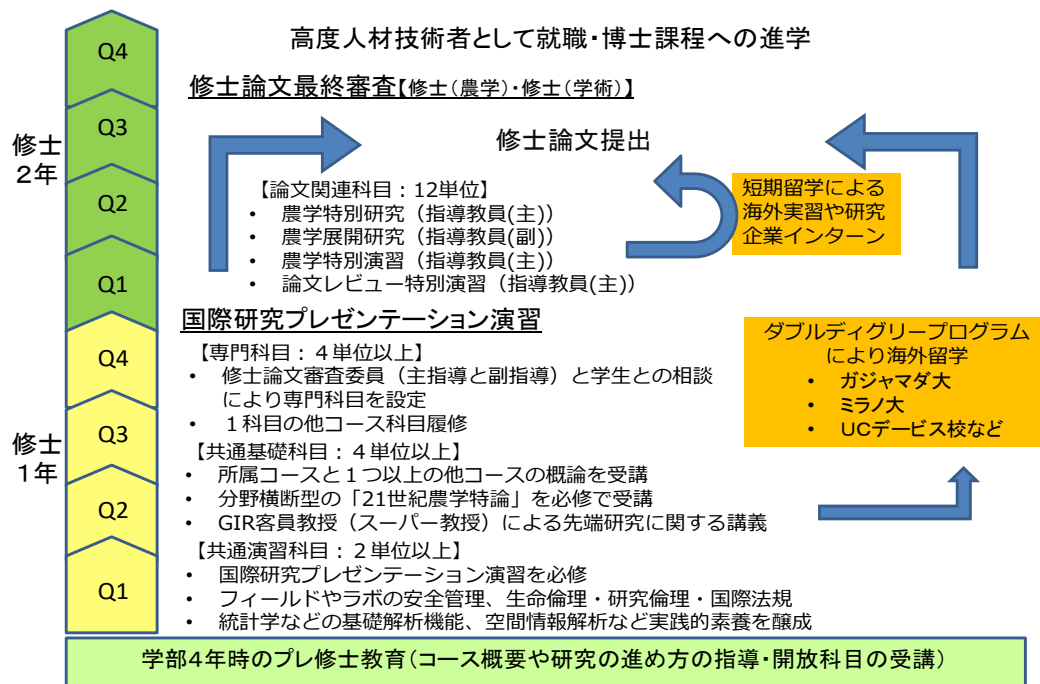 高度人材技術者として就職・博士課程への進学
修士論文最終審査【修士（農学）・修士（学術）】
修士論文提出
修士
2年
Q4
Q3
Q2
Q1
【論文関連科目：12単位】
• 農学特別研究（指導教員(主)）
• 農学展開研究（指導教員(副)）
• 農学特別演習（指導教員(主)）
• 論文レビュー特別演習（指導教員(主)）
短期留学による
海外実習や研究
企業インターン
国際研究プレゼンテーション演習
修士
1年
Q4
Q3
Q2
Q1
【専門科目：４単位以上】
• 修士論文審査委員（主指導と副指導）と学生との相談
により専門科目を設定
• １科目の他コース科目履修
【共通基礎科目：４単位以上】
• 所属コースと１つ以上の他コースの概論を受講
• 分野横断型の「21世紀農学特論」を必修で受講
• GIR客員教授（スーパー教授）による先端研究に関する講義
【共通演習科目：２単位以上】
• 国際研究プレゼンテーション演習を必修
• フィールドやラボの安全管理、生命倫理・研究倫理・国際法規
• 統計学などの基礎解析機能、空間情報解析など実践的素養を醸成
ダブルディグリープログラム
により海外留学
• ガジャマダ大
• ミラノ大
• UCデービス校など
学部４年時のプレ修士教育（コース概要や研究の進め方の指導・開放科目の受講）